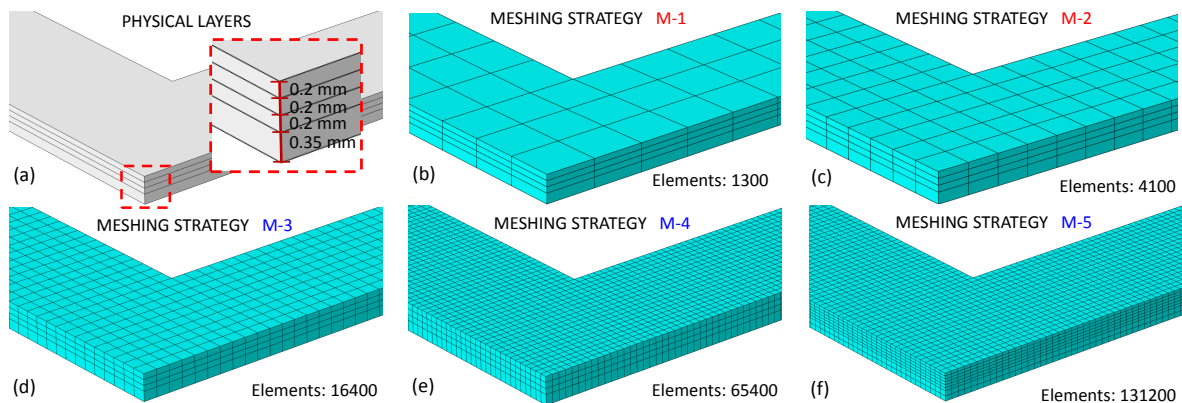 PHYSICAL LAYERS
0.2 mm
0.2 mm
0.2 mm
0.35 mm
(a)
MESHING STRATEGY M-1
(b)
Elements: 1300
MESHING STRATEGY M-2
(c)
Elements: 4100
MESHING STRATEGY M-3
(d)
Elements: 16400
MESHING STRATEGY M-4
(e)
Elements: 65400
MESHING STRATEGY M-5
(f)
Elements: 131200